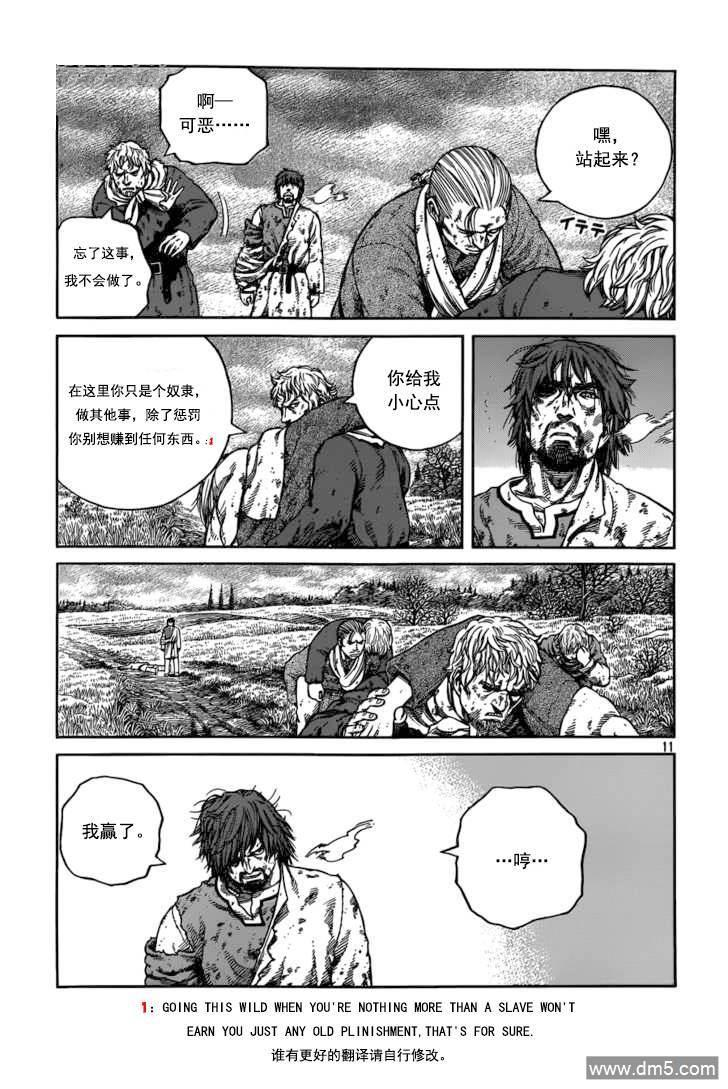 啊—
可恶……
嘿,
站起来？
イテテ
忘了这事,
我不会做了。
在这里你只是个奴隶,
做其他事，除了惩罚
你别想赚到任何东西。:1
你给我
小心点
11
我赢了。
…哼…
1: GOING THIS WILD WHEN YOU'RE NOTHING MORE THAN A SLAVE WON'T
EARN YOU JUST ANY OLD PLINISHMENT,THAT'S FOR SURE.
谁有更好的翻译请自行修改。
www.dm5.com